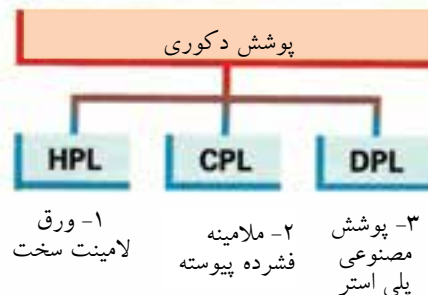 پوشش دکوری
HPL
CPL
DPL
۱- ورق
لامینت سخت
۲- ملامینه
فشرده پیوسته
۳- پوشش
مصنوعی
پلی استر